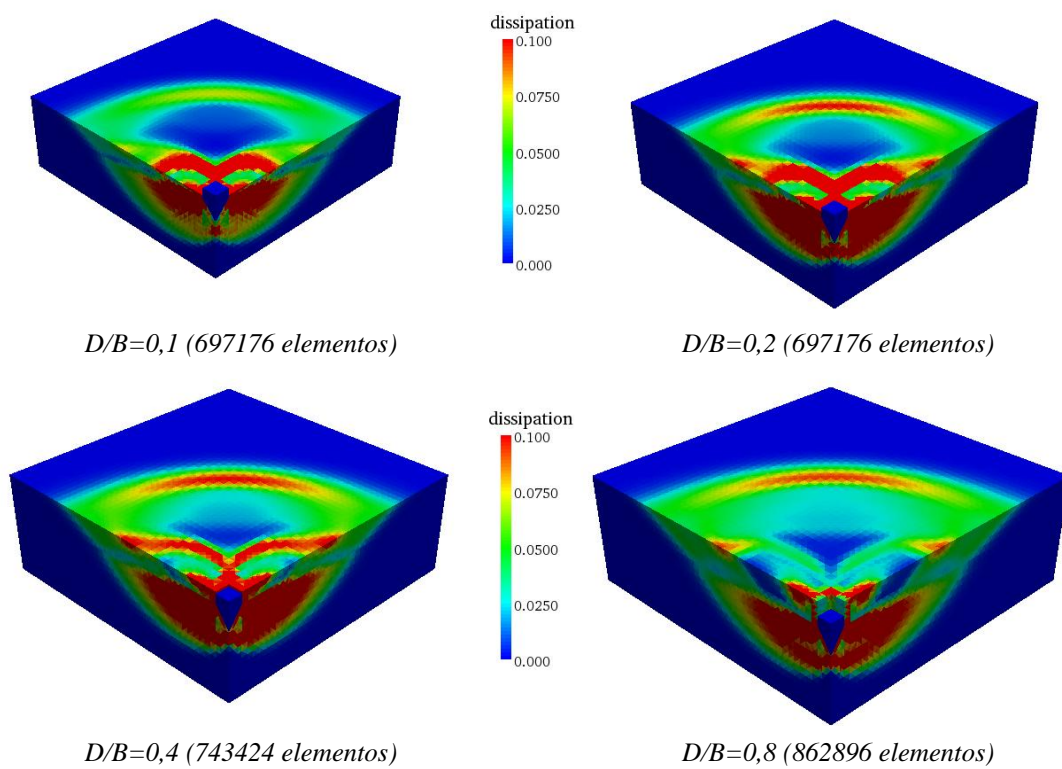 dissipation
0.100
0.0750
0.0500
0.0250
0.000
D/B=0,1 (697176 elementos)
D/B=0,2 (697176 elementos)
dissipation
0.100
0.0750
0.0500
0.0250
0.000
D/B=0,4 (743424 elementos)
D/B=0,8 (862896 elementos)